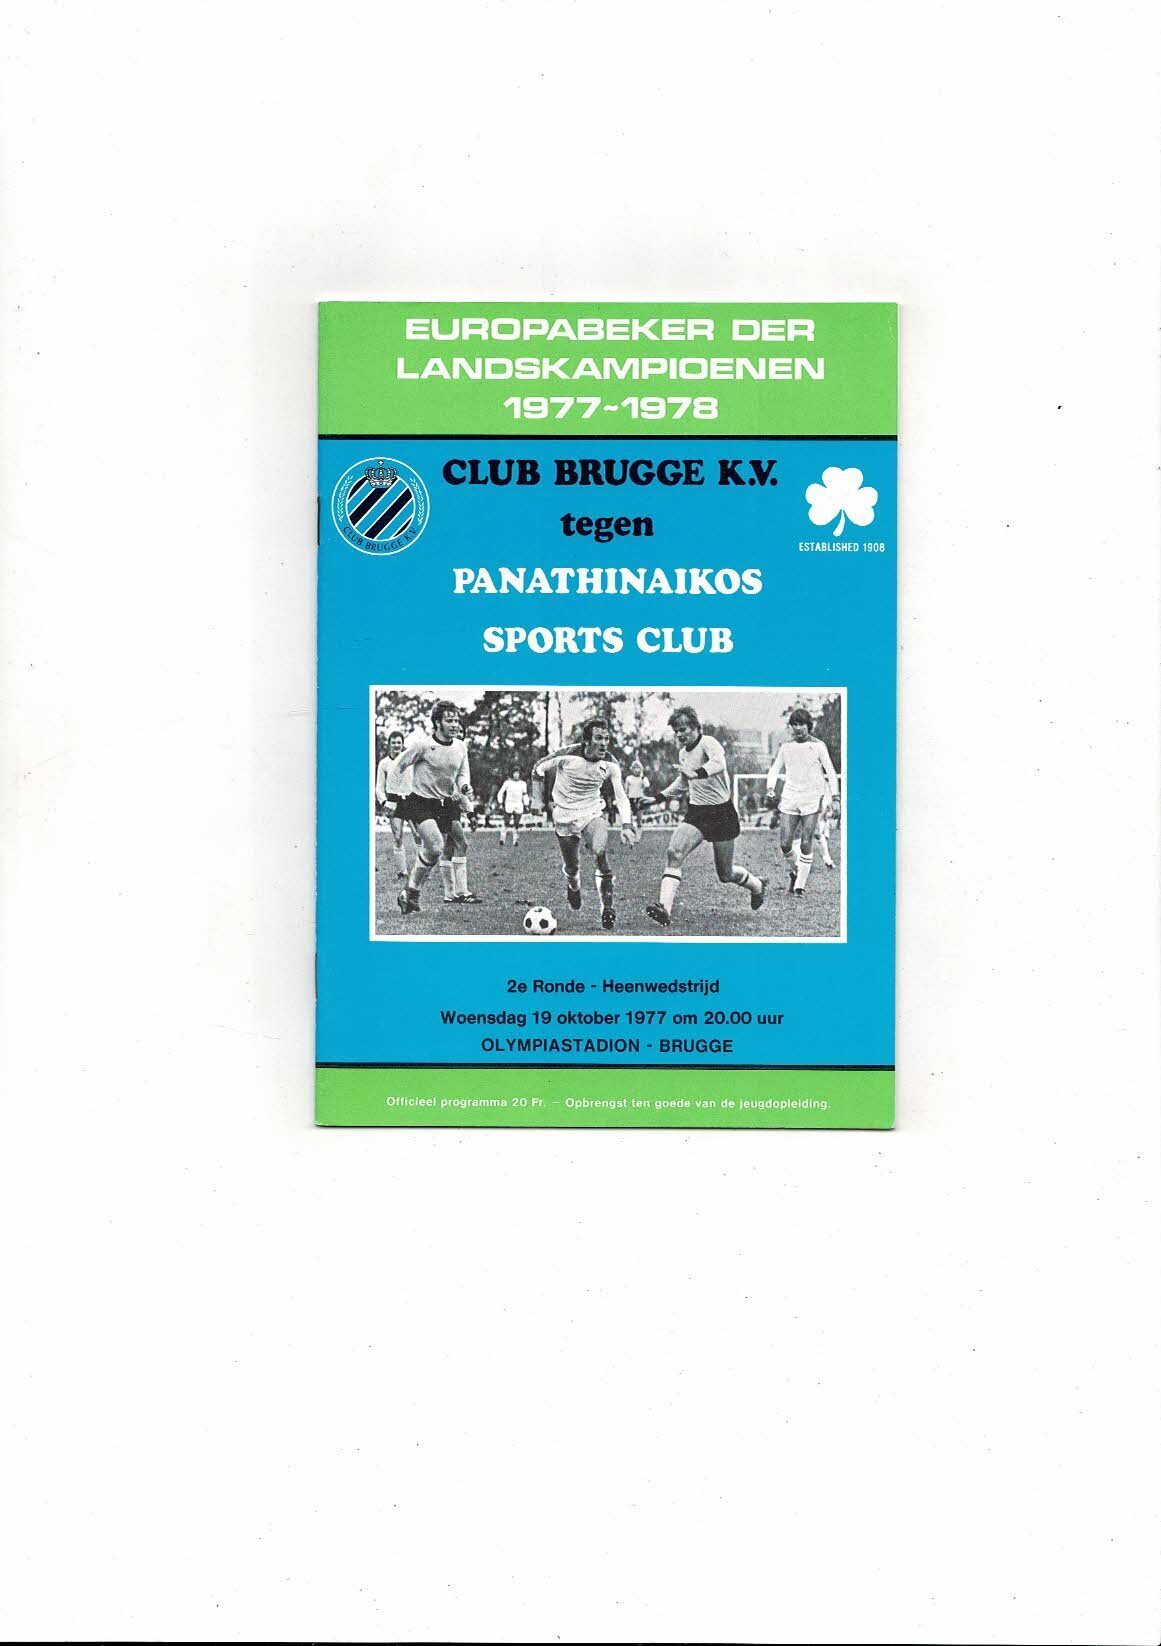 EUROPABEKER DER
LANDSKAMPIOENEN
1977~1978
CLUB BRUGGE K.V.
tegen
PANATHINAIKOS
SPORTS CLUB
CLUB BRUGGE K.V.
ESTABLISHED 1908
2e Ronde - Heenwedstrijd
Woensdag 19 oktober 1977 om 20.00 uur
OLYMPIASTADION - BRUGGE
Officieel programma 20 Fr. — Opbrengst ten goede van de jeugdopleiding.